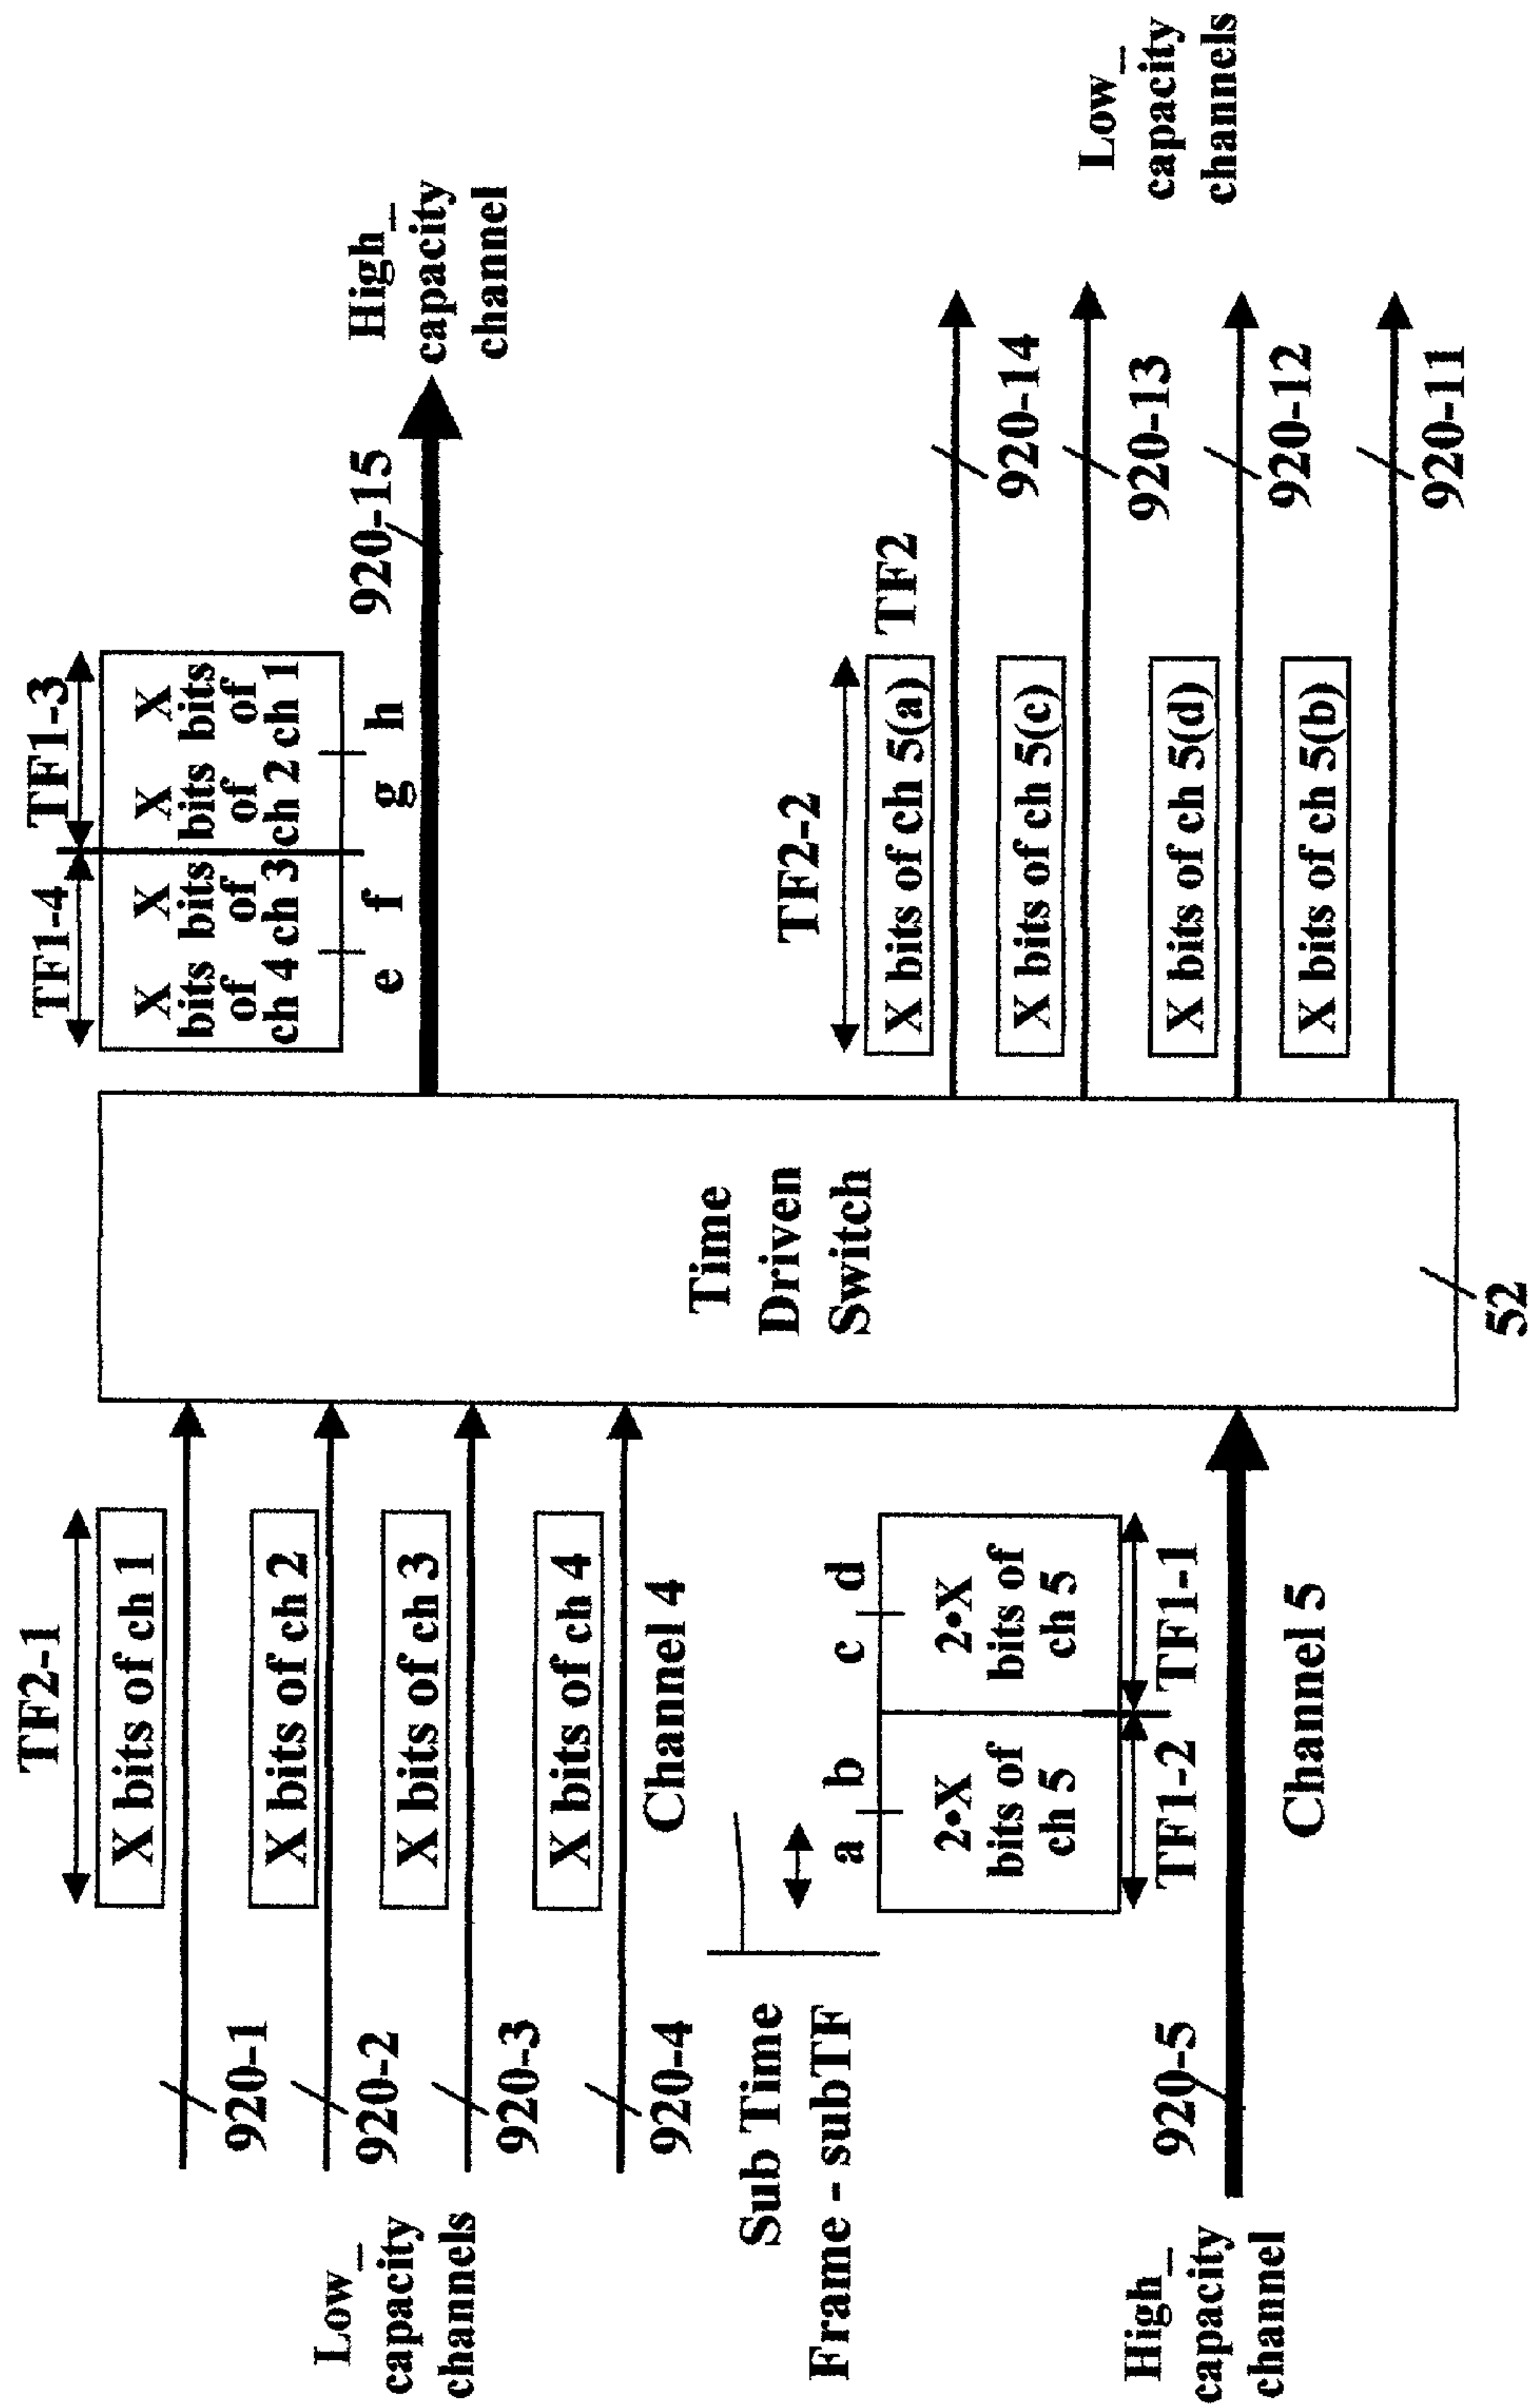 TF2-1
X bits of ch 1
920-1
X bits of ch 2
920-2
X bits of ch 3
920-3
X bits of ch 4
920-4
Channel 4
Low_
capacity
channels
Sub Time
Frame - subTF
a b c d
2•X
bits of
ch 5
2•X
bits of
ch 5
TF1-2 TF1-1
920-5
Channel 5
High_
capacity
channel
Time
Driven
Switch
52
TF1-4 TF1-3
X X X X
bits bits bits bits
of of of of
ch 4 ch 3 ch 2 ch 1
e f g h
920-15
High_
capacity
channel
TF2-2
X bits of ch 5(a) TF2
920-14
X bits of ch 5(c)
920-13
X bits of ch 5(d)
920-12
X bits of ch 5(b)
920-11
Low_
capacity
channels